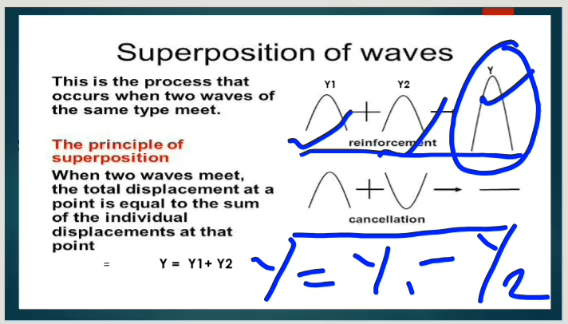 Superposition of waves
This is the process that
occurs when two waves of
the same type meet.
The principle of
superposition
When two waves meet,
the total displacement at a
point is equal to the sum
of the individual
displacements at that
point
= Y = Y1+ Y2
Y1 Y2 Y
+
reinforcement
+
cancellation
Y = Y1 - Y2